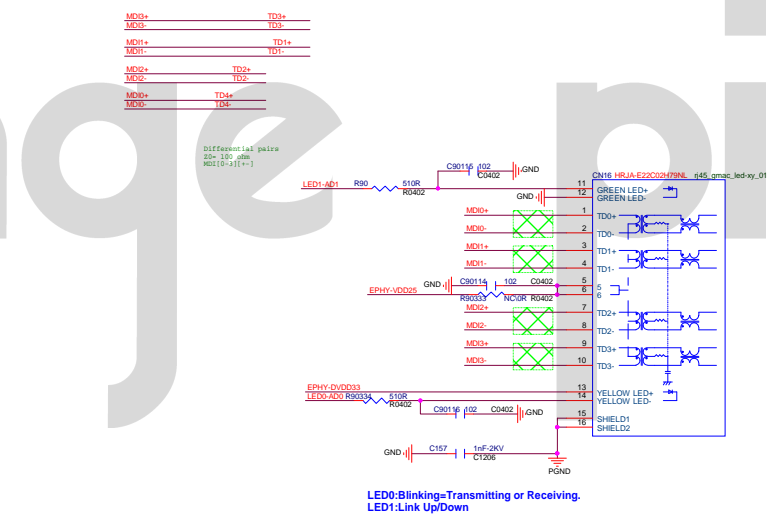 MDI3+ TD3+
MDI3- TD3-
MDI1+ TD1+
MDI1- TD1-
MDI2+ TD2+
MDI2- TD2-
MDI0+ TD4+
MDI0- TD4-
Differential pairs
Z0= 100 ohm
MDI[0-3][+-]
C90115 102
C0402
GND
CN16 HRJA-E22C02H79NL rj45_gmac_led-xy_01
LED1-AD1 R90 510R
R0402
11 GREEN LED+
12 GREEN LED-
GND
MDI0+ 1 TD0+
MDI0- 2 TD0-
MDI1+ 3 TD1+
MDI1- 4 TD1-
GND C90114 102 C0402 5 5
EPHY-VDD25 6 6
R90333 NC\0R R0402
MDI2+ 7 TD2+
MDI2- 8 TD2-
MDI3+ 9 TD3+
MDI3- 10 TD3-
EPHY-DVDD33 13 YELLOW LED+
LED0-AD0 R90334 510R 14 YELLOW LED-
R0402
C90116 102 C0402 GND
15 SHIELD1
16 SHIELD2
GND C157 1nF-2KV
C1206
PGND
LED0:Blinking=Transmitting or Receiving.
LED1:Link Up/Down